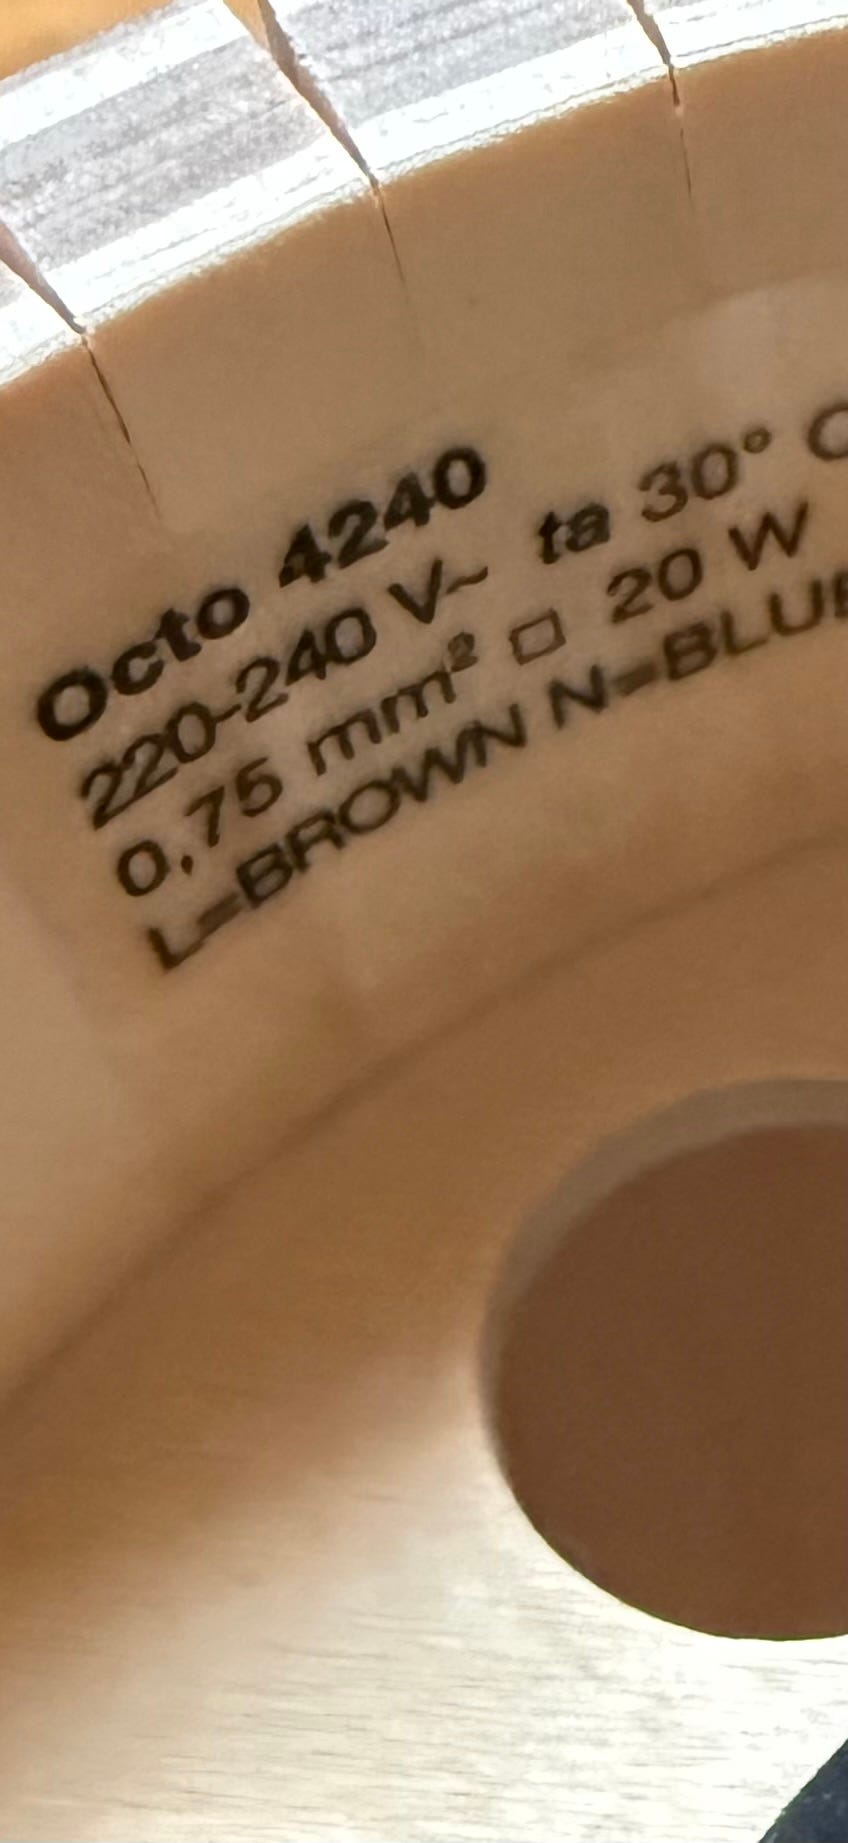 Octo 4240
220-240 V~ ta 30° C
0,75 mm² □ 20 W
L=BROWN N=BLUE